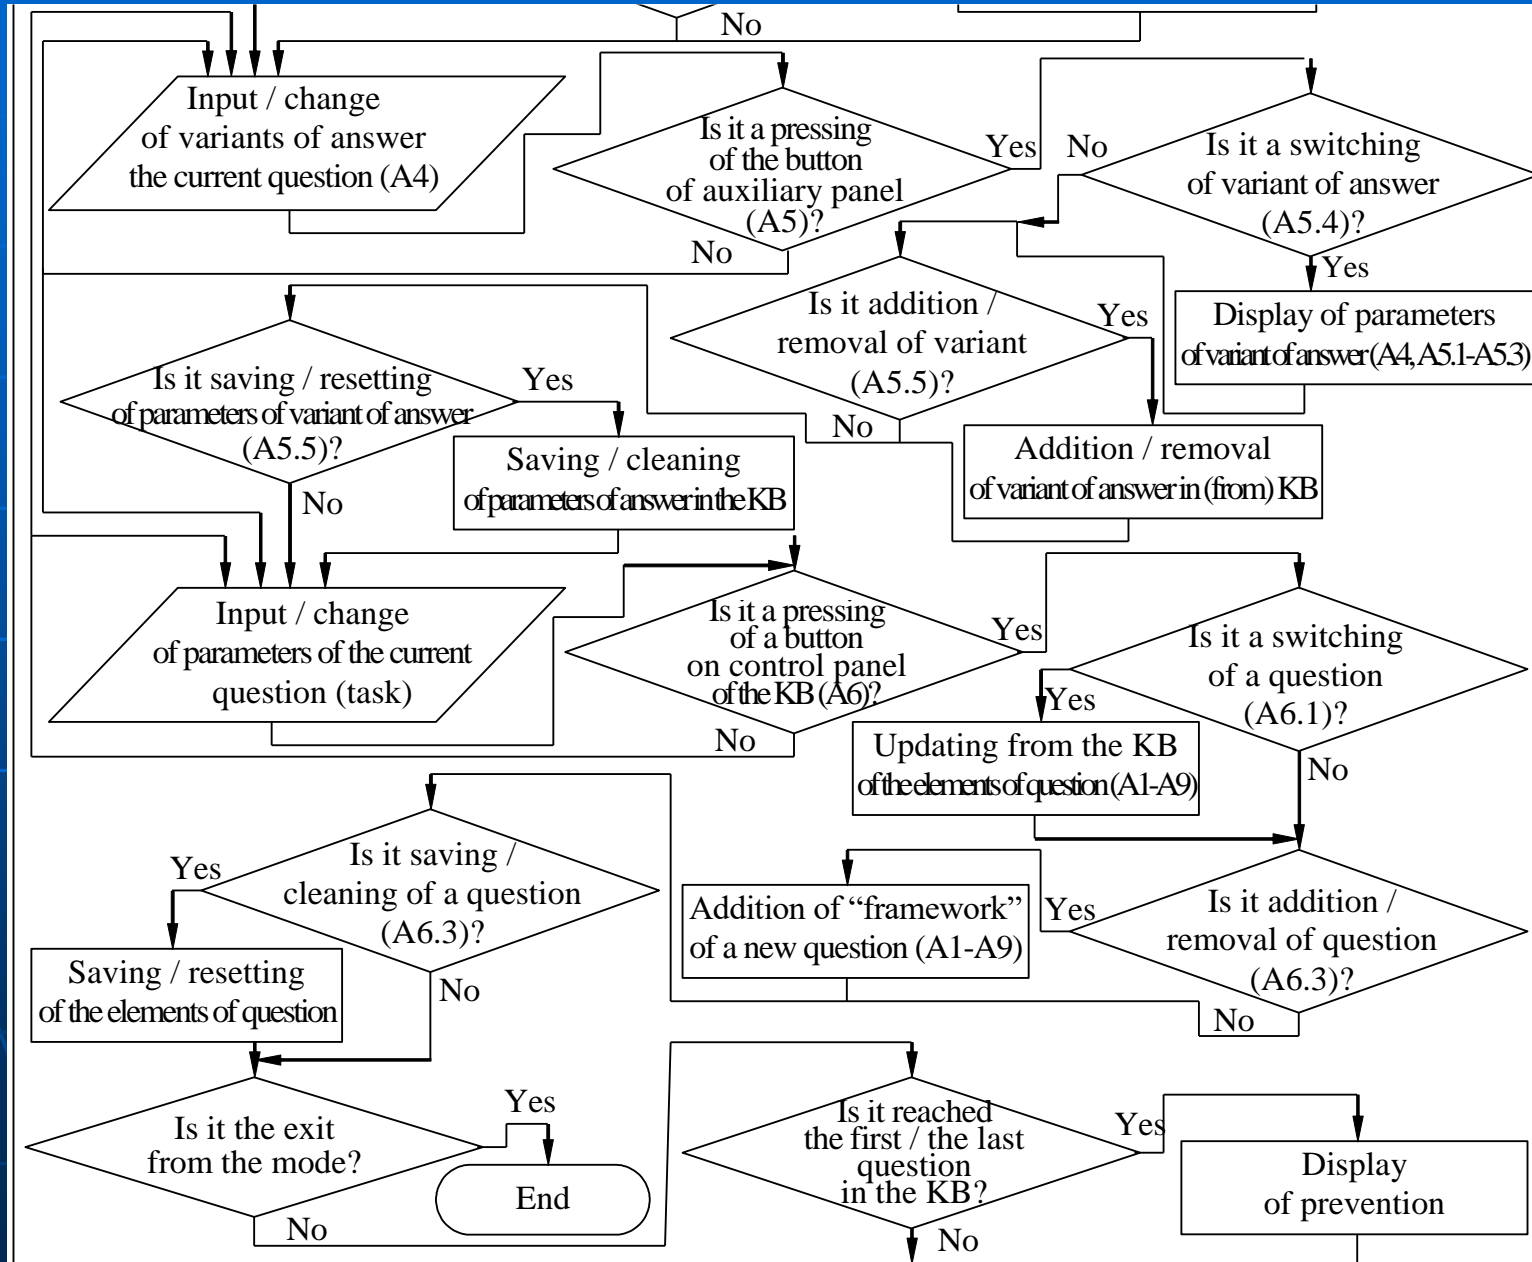 No
Input / change
of variants of answer
the current question (A4)
Is it a pressing
of the button
of auxiliary panel
(A5)?
Yes
No
Is it a switching
of variant of answer
(A5.4)?
No
Yes
Is it addition /
removal of variant
(A5.5)?
Yes
Display of parameters
of variant of answer (A4, A5.1-A5.3)
Is it saving / resetting
of parameters of variant of answer
(A5.5)?
Yes
No
Saving / cleaning
of parameters of answer in the KB
Addition / removal
of variant of answer in (from) KB
No
Input / change
of parameters of the current
question (task)
Is it a pressing
of a button
on control panel
of the KB (A6)?
Yes
Is it a switching
of a question
(A6.1)?
Yes
No
Updating from the KB
of the elements of question (A1-A9)
No
Is it saving /
cleaning of a question
(A6.3)?
Yes
Addition of “framework”
of a new question (A1-A9)
Yes
Is it addition /
removal of question
(A6.3)?
Saving / resetting
of the elements of question
No
No
Is it the exit
from the mode?
Yes
End
No
Is it reached
the first / the last
question
in the KB?
Yes
Display
of prevention
No